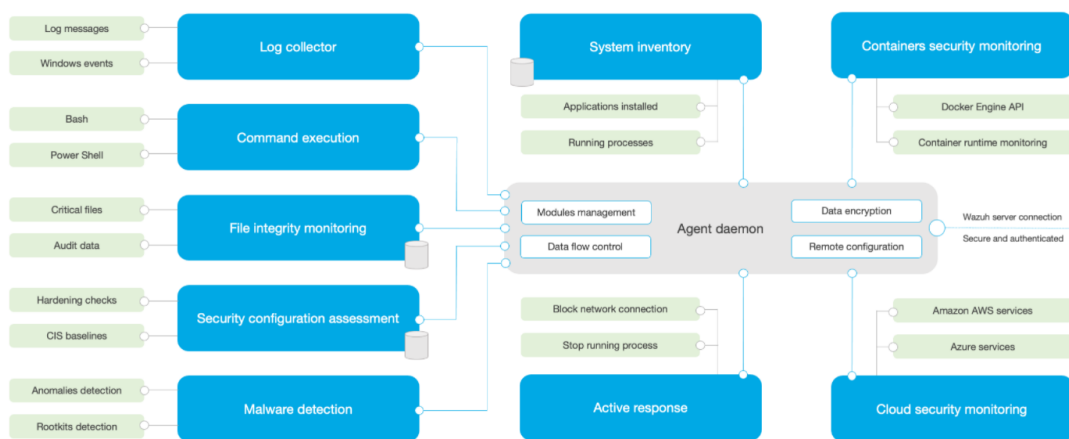 Log messages
Windows events
Log collector
Bash
Power Shell
Command execution
Critical files
Audit data
File integrity monitoring
Hardening checks
CIS baselines
Security configuration assessment
Anomalies detection
Rootkits detection
Malware detection
System inventory
Applications installed
Running processes
Containers security monitoring
Docker Engine API
Container runtime monitoring
Modules management
Data flow control
Agent daemon
Data encryption
Remote configuration
Wazuh server connection
Secure and authenticated
Block network connection
Stop running process
Active response
Amazon AWS services
Azure services
Cloud security monitoring